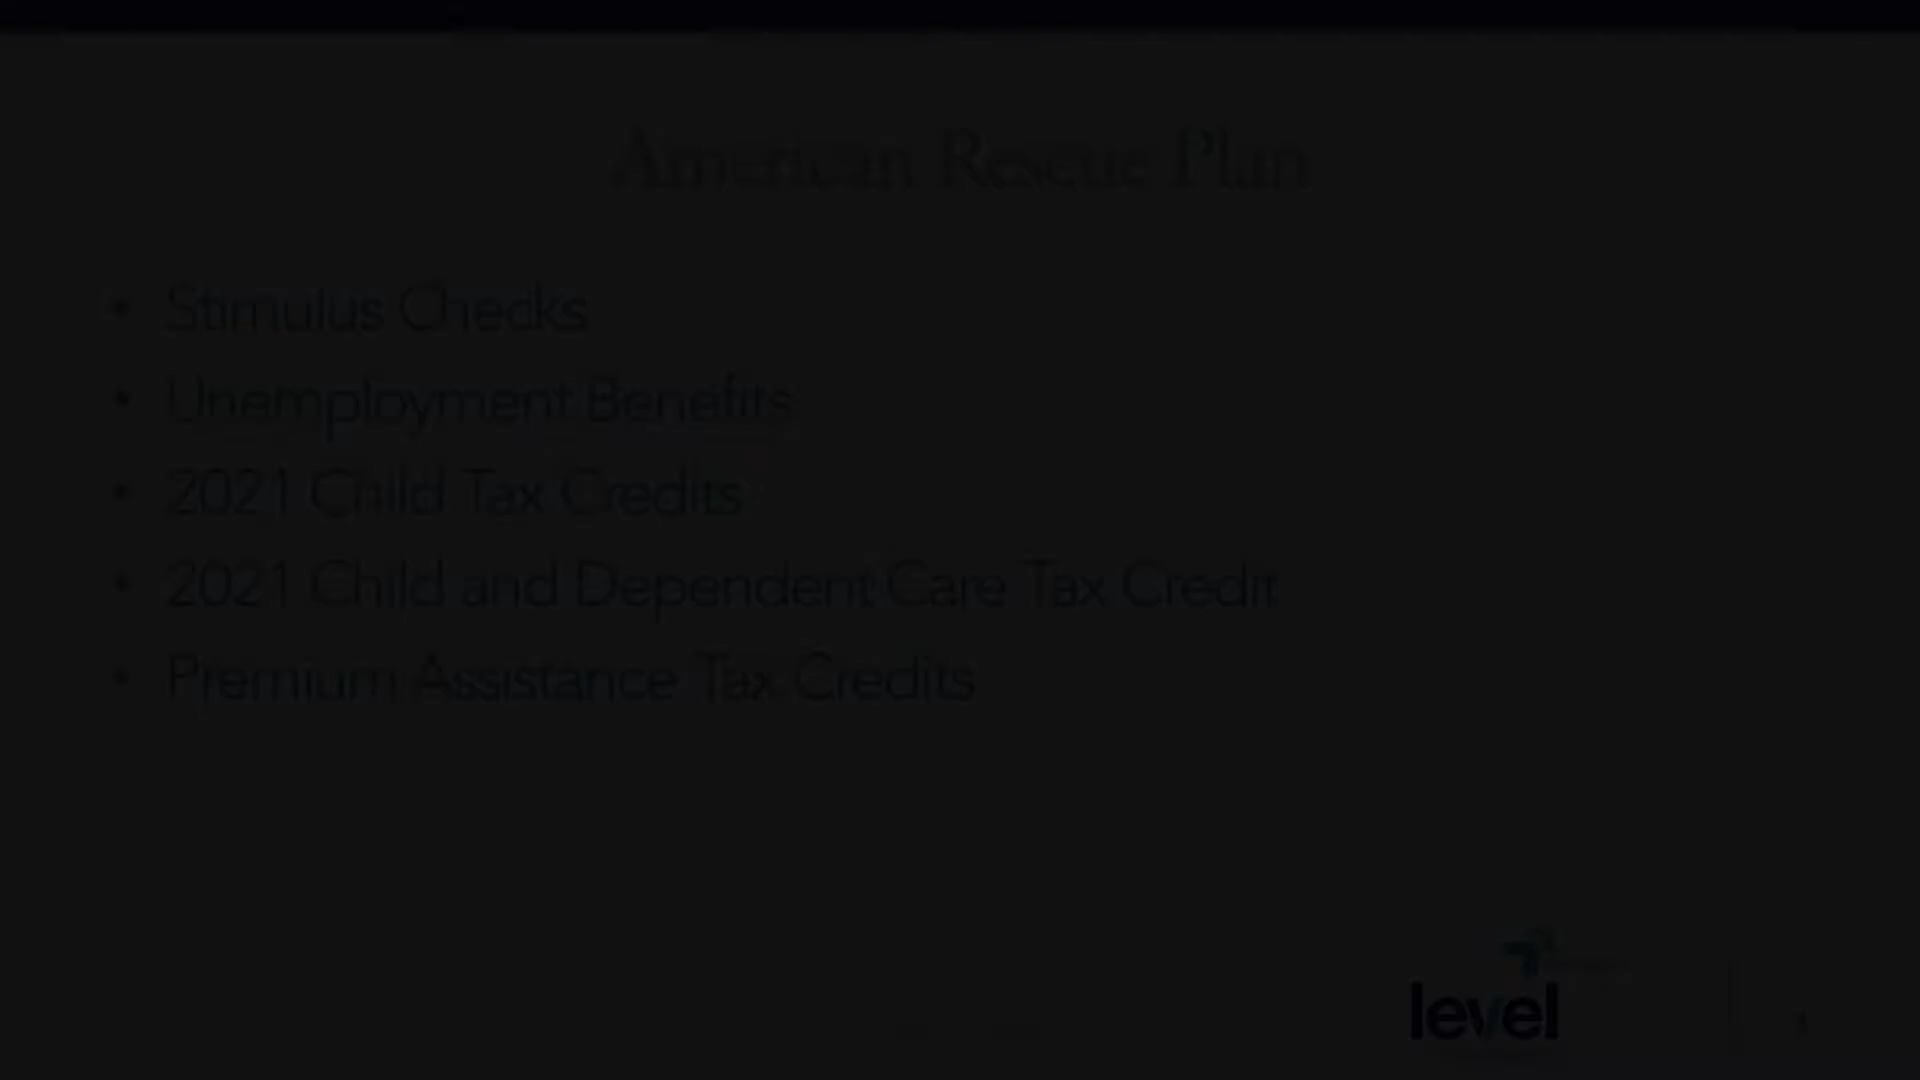 American Rescue Plan
• Stimulus Checks
• Unemployment Benefits
• 2021 Child Tax Credits
• 2021 Child and Dependent Care Tax Credit
• Premium Assistance Tax Credits
level